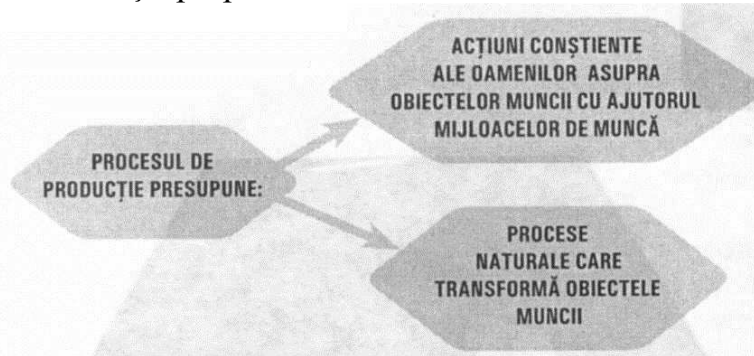 PROCESUL DE
PRODUCȚIE PRESUPUNE:
ACȚIUNI CONȘTIENTE
ALE OAMENILOR ASUPRA
OBIECTELOR MUNCII CU AJUTORUL
MIJLOACELOR DE MUNCĂ
PROCESE
NATURALE CARE
TRANSFORMĂ OBIECTELE
MUNCII